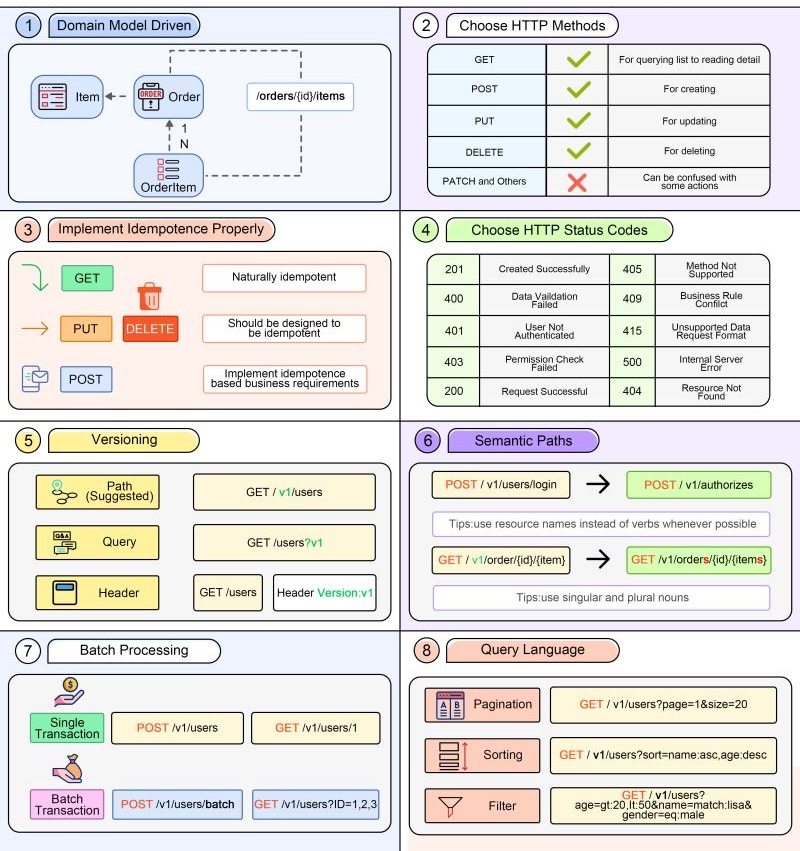 1
Domain Model Driven
Item
ORDER
Order
/orders/{id}/items
1
N
OrderItem
2
Choose HTTP Methods
GET
For querying list to reading detail
POST
For creating
PUT
For updating
DELETE
For deleting
PATCH and Others
Can be confused with
some actions
3
Implement Idempotence Properly
GET
Naturally idempotent
PUT
DELETE
Should be designed to
be idempotent
POST
Implement idempotence
based business requirements
4
Choose HTTP Status Codes
201
Created Successfully
405
Method Not
Supported
400
Data Vaildation
Failed
409
Business Rule
Confilct
401
User Not
Authenticated
415
Unsupported Data
Request Format
403
Permission Check
Failed
500
Internal Server
Error
200
Request Successful
404
Resource Not
Found
5
Versioning
Path
(Suggested)
GET / v1/users
Q&A
Query
GET /users?v1
Header
GET /users
Header Version:v1
6
Semantic Paths
POST / v1/users/login
POST / v1/authorizes
Tips:use resource names instead of verbs whenever possible
GET / v1/order/{id}/{item}
GET /v1/orders/{id}/{items}
Tips:use singular and plural nouns
7
Batch Processing
$
Single
Transaction
POST /v1/users
GET /v1/users/1
Batch
Transaction
POST /v1/users/batch
GET /v1/users?ID=1,2,3
8
Query Language
A B
Pagination
GET / v1/users?page=1&size=20
Sorting
GET / v1/users?sort=name:asc,age:desc
Filter
GET / v1/users?
age=gt:20,lt:50&name=match:lisa&
gender=eq:male